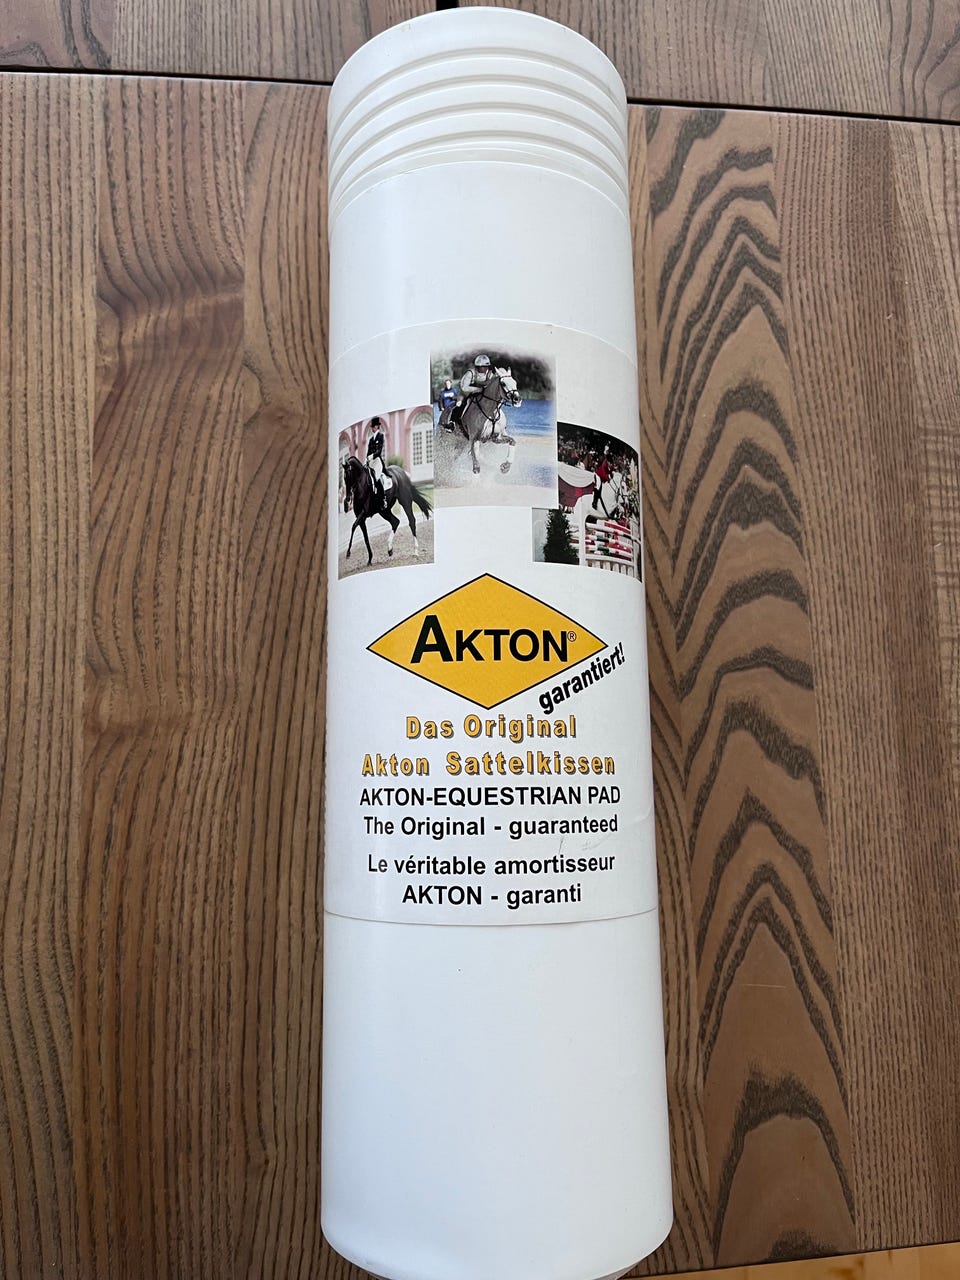 AKTON®
garantiert!
Das Original
Akton Sattelkissen
AKTON-EQUESTRIAN PAD
The Original - guaranteed
Le véritable amortisseur
AKTON - garanti